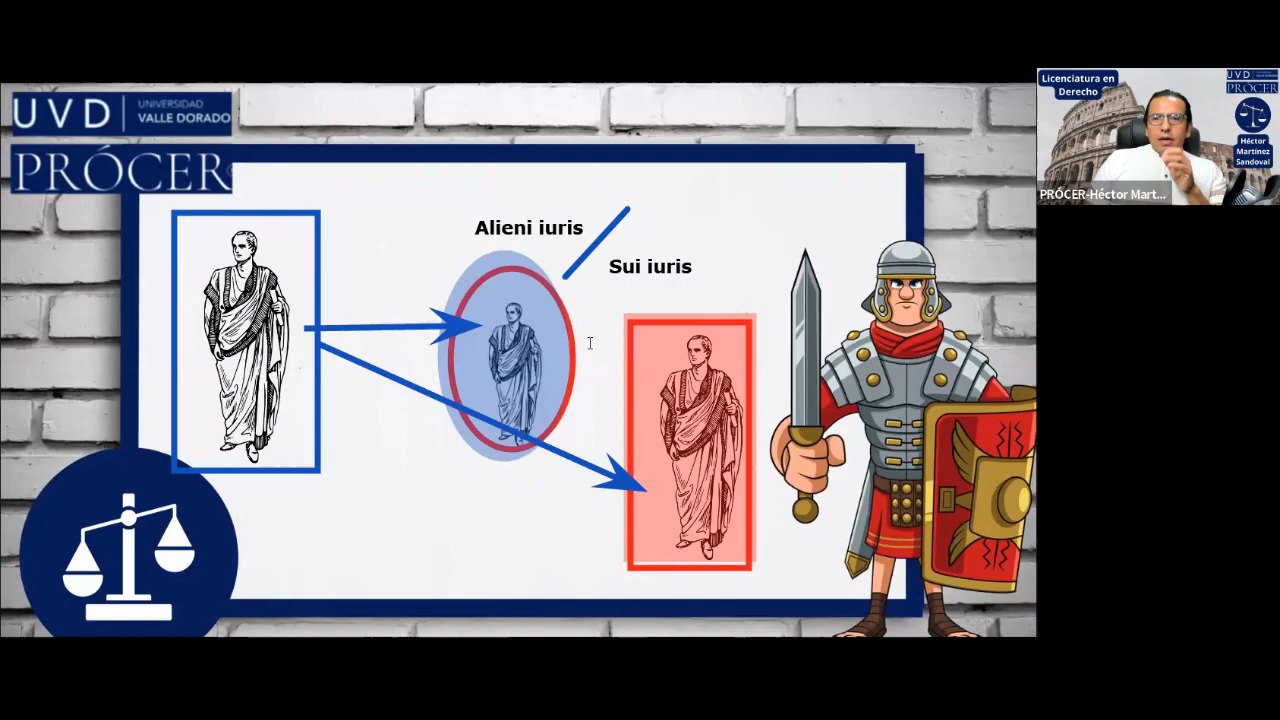 UVD
UNIVERSIDAD
VALLE DORADO
PRÓCER
Alieni iuris
Sui iuris
Licenciatura en
Derecho
UVD
PRÓCER
Héctor
Martínez
Sandoval
PRÓCER-Héctor Mart...